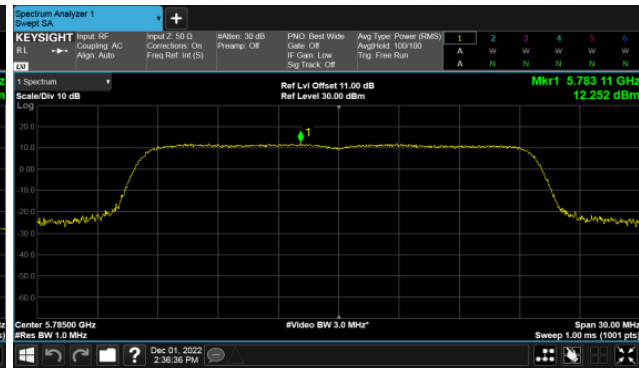 Spectrum Analyzer 1
Swept SA
+
KEYSIGHT Input: RF Input Z: 50 Ω #Atten: 30 dB PNO: Best Wide Avg Type: Power (RMS) 1 2 3 4 5 6
RL Coupling: AC Corrections: On Preamp: Off Gate: Off Avg|Hold: 100/100 A W W W W W
Align: Auto Freq Ref: Int (S) IF Gain: Low Trig: Free Run
Sig Track: Off A N N N N N
LXI
1 Spectrum Ref Lvl Offset 11.00 dB Mkr1 5.783 11 GHz
Scale/Div 10 dB Ref Level 30.00 dBm 12.252 dBm
Log
20.0
1
10.0
0.00
-10.0
-20.0
-30.0
-40.0
-50.0
-60.0
Center 5.78500 GHz #Video BW 3.0 MHz* Span 30.00 MHz
#Res BW 1.0 MHz Sweep 1.00 ms (1001 pts)
? Dec 01, 2022
2:36:36 PM